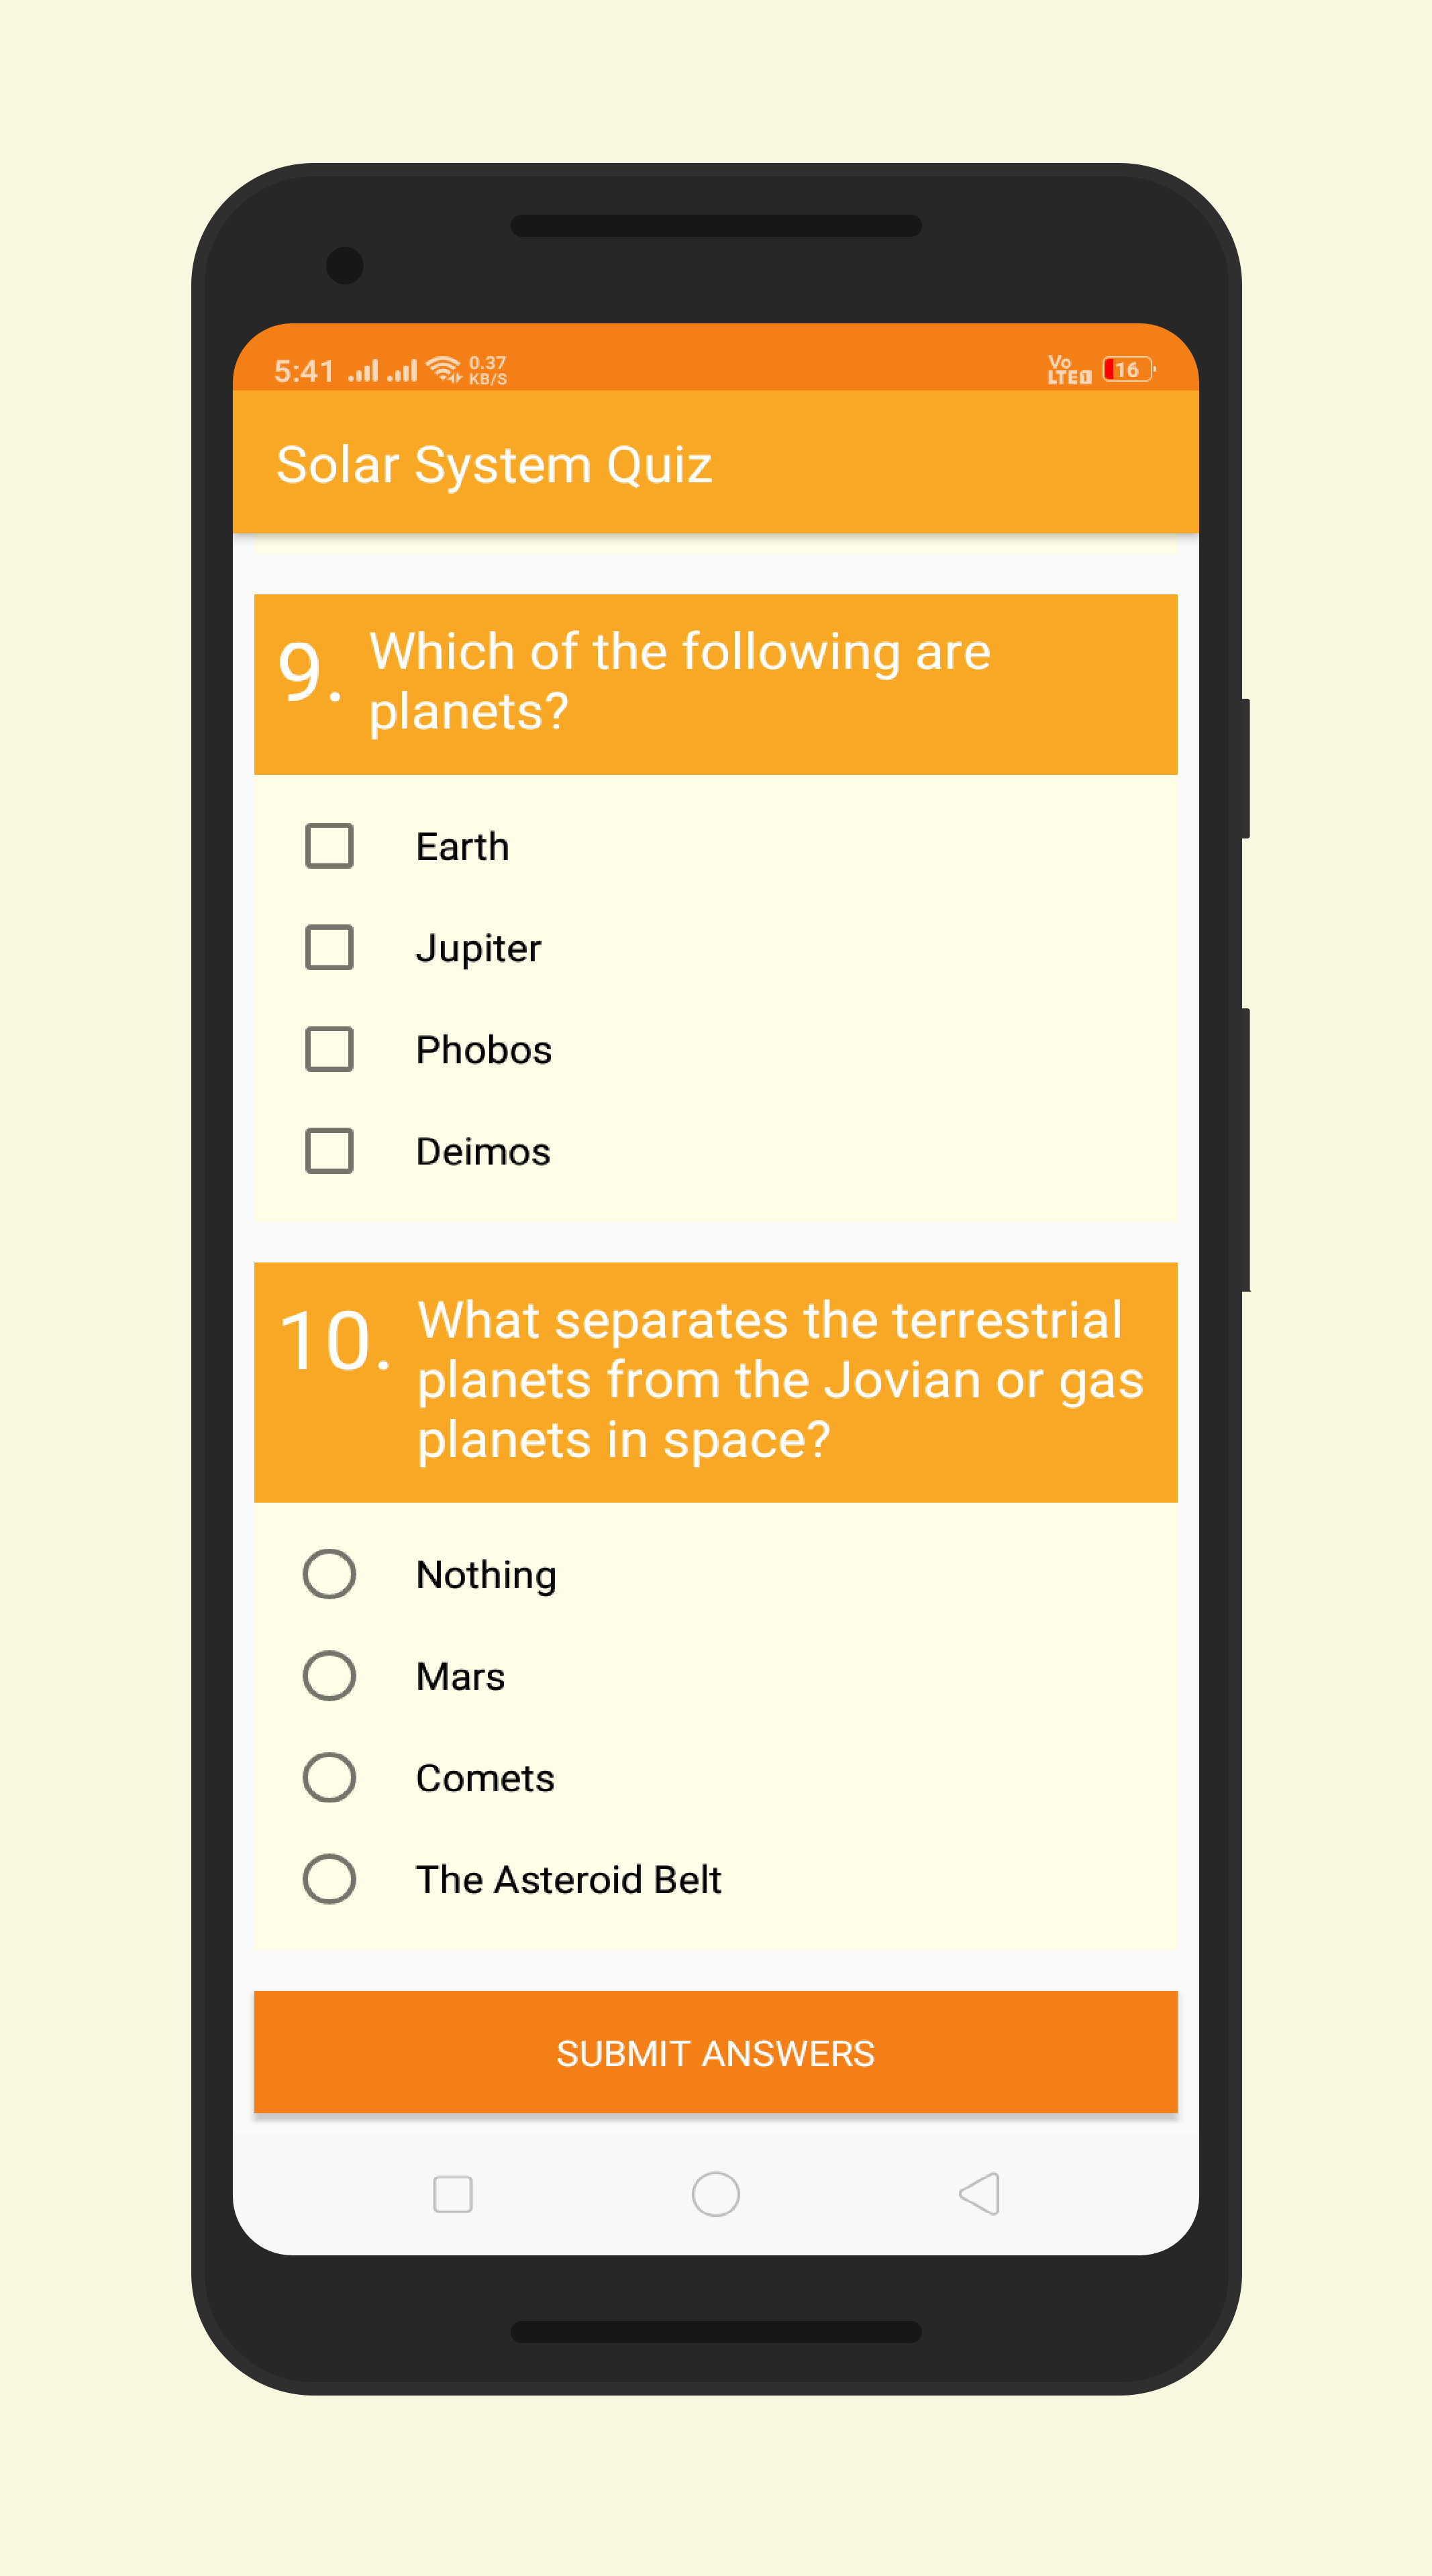 5:41 0.37 KB/S Vo LTE1 16
Solar System Quiz
9. Which of the following are
planets?
Earth
Jupiter
Phobos
Deimos
10. What separates the terrestrial
planets from the Jovian or gas
planets in space?
Nothing
Mars
Comets
The Asteroid Belt
SUBMIT ANSWERS